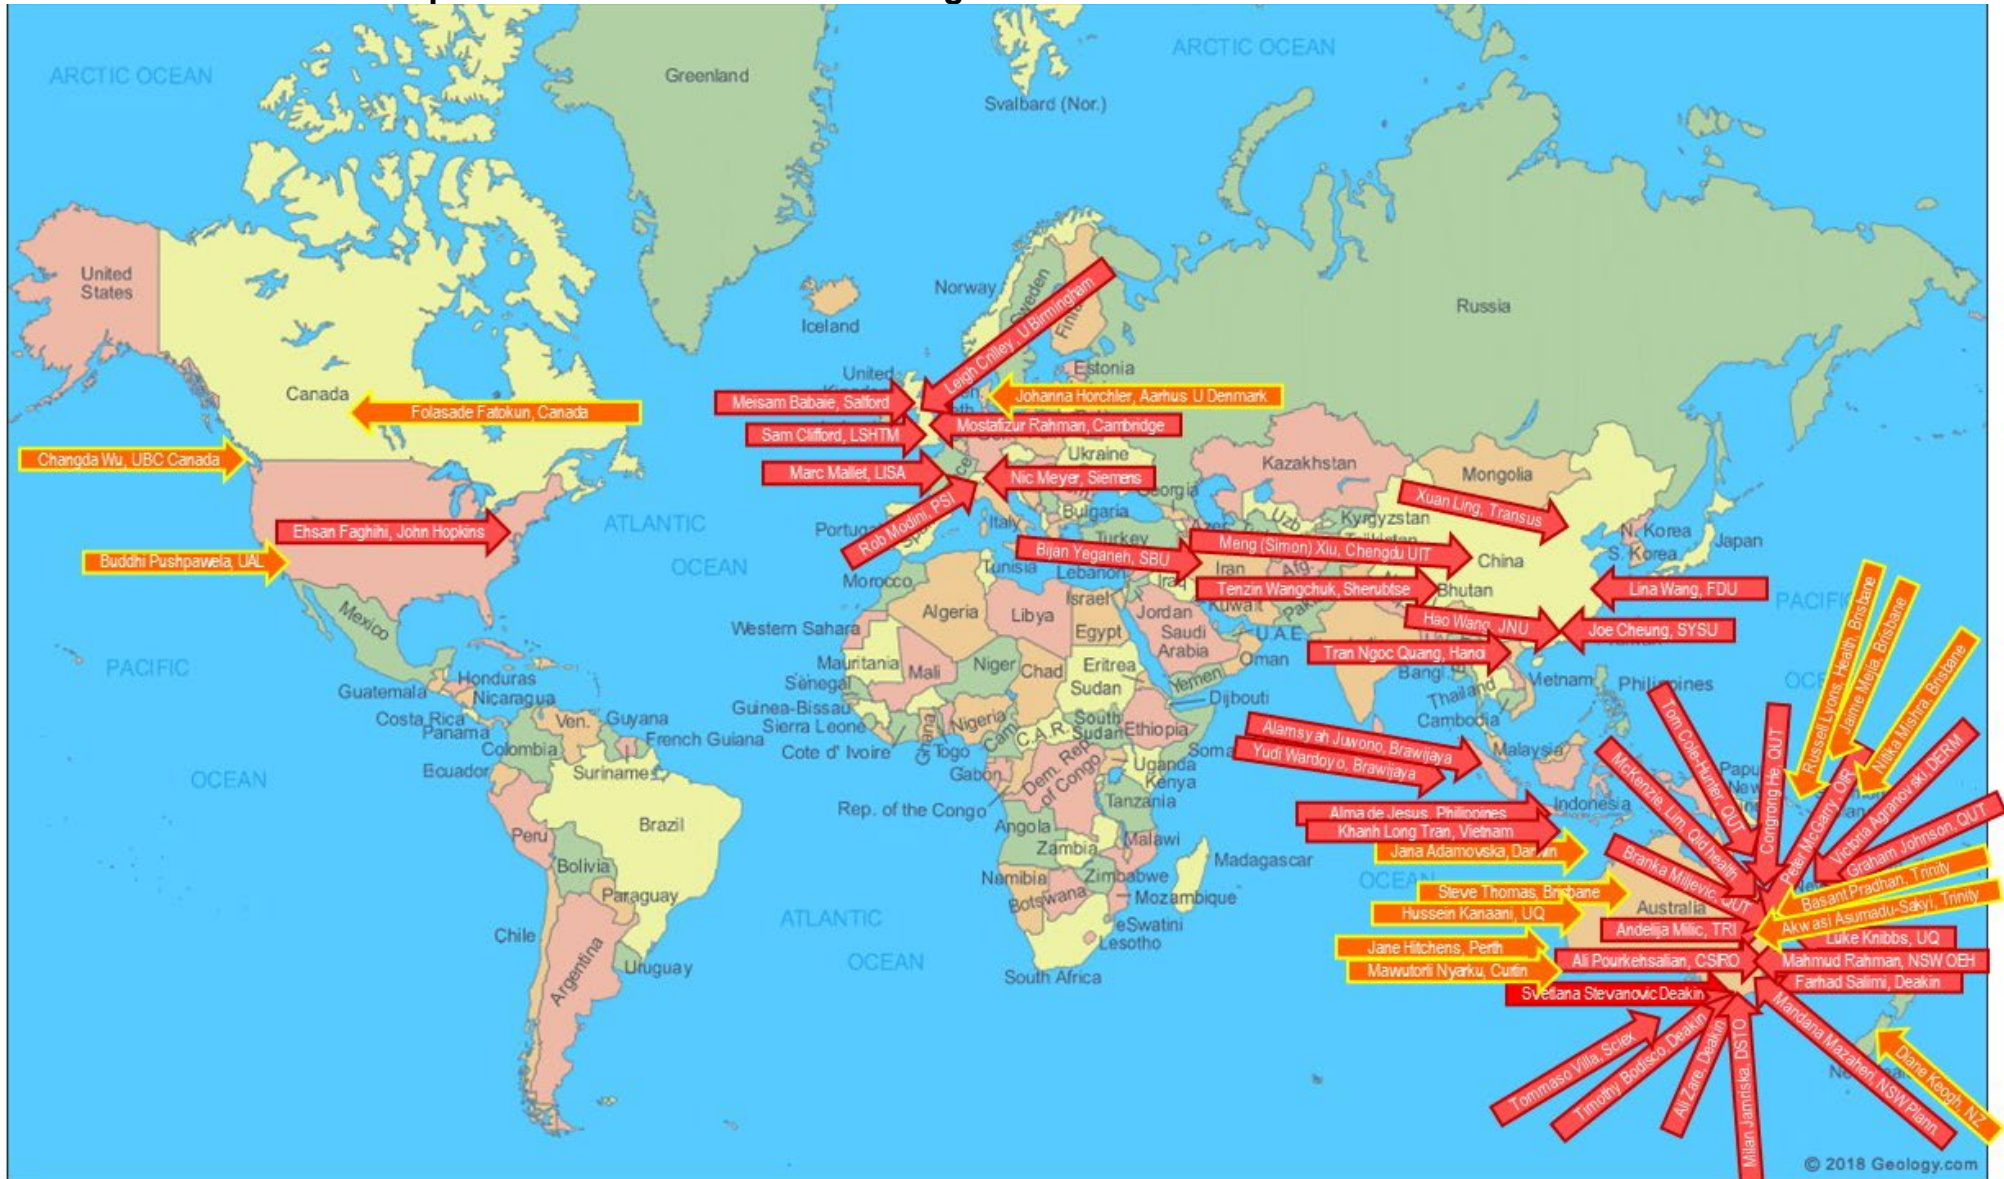 ARCTIC OCEAN
Greenland
ARCTIC OCEAN
Svalbard (Nor.)
United
States
Norway
Sweden
Iceland
Russia
Leigh Crilley, U Birmingham
United
Estonia
Canada
Meisam Babaie, Salford
Johanna Horchler, Aarhus U Denmark
Folasade Fatokun, Canada
Sam Clifford, LSHTM
Mostafizur Rahman, Cambridge
Changda Wu, UBC Canada
Ukraine
Kazakhstan
Mongolia
Marc Mallet, LISA
Nic Meyer, Siemens
Georgia
Xuan Ling, Transus
ATLANTIC
OCEAN
Ehsan Faghihi, John Hopkins
Portugal
Rob Modini, PSI
Italy
Bulgaria
Uzb
Kyrgyzstan
N. Korea
S. Korea
Japan
Turkey
Meng (Simon) Xiu, Chengdu UIT
China
Buddhi Pushpawela, UAL
Bijan Yeganeh, SBU
Morocco
Tunisia
Lebanon
Iraq
Iran
Afg.
Tenzin Wangchuk, Sherubtse
Bhutan
Lina Wang, FDU
PACIFIC
Mexico
Algeria
Libya
Israel
Egypt
Jordan
Kuwait
Saudi
Arabia
U.A.E.
Oman
Hao Wang, JNU
Joe Cheung, SYSU
Western Sahara
Tran Ngoc Quang, Hanoi
PACIFIC
OCEAN
Mauritania
Mali
Niger
Chad
Eritrea
Sudan
Yemen
Bangl.
Honduras
Guatemala
Nicaragua
Senegal
Djibouti
Thailand
Vietnam
Philippines
Costa Rica
Panama
Ven.
Guyana
French Guiana
Guinea-Bissau
Sierra Leone
Cote d' Ivoire
Ghana
Togo
Nigeria
Cam.
C.A.R.
South
Sudan
Ethiopia
Cambodia
Colombia
Ecuador
Suriname
Gabon
Rep. of the Congo
Dem. Rep.
of Congo
Uganda
Kenya
Tanzania
Alamsyah Juwono, Brawijaya
Yudi Wardoyo, Brawijaya
Malaysia
Indonesia
Tom Cole-Hunter, QUT
McKenzie, Lim, Qld health
Congrong He, QUT
Russell Lyons, Health, Brisbane
Jaime Mejia, Brisbane
Nitika Mishra, Brisbane
Peter McGarry, OIR
Victoria Agranovski, DERM
Graham Johnson, QUT
Peru
Brazil
Bolivia
Angola
Zambia
Malawi
Alma de Jesus, Philippines
Khanh Long Tran, Vietnam
Jana Adamovska, Darwin
Branka Miljevic, QUT
Basant Pradhan, Trinity
Madagascar
Paraguay
Namibia
Botswana
Zimbabwe
Mozambique
OCEAN
Steve Thomas, Brisbane
Australia
Akwasi Asumadu-Sakyi, Trinity
Hussein Kanaani, UQ
Andelija Milic, TRI
Luke Knibbs, UQ
Chile
Argentina
Uruguay
ATLANTIC
OCEAN
eSwatini
Lesotho
South Africa
Jane Hitchens, Perth
Ali Pourkehsalian, CSIRO
Mahmud Rahman, NSW OEH
Mawutorli Nyarku, Curtin
Farhad Salimi, Deakin
Svetlana Stevanovic Deakin
Tommaso Villa, Sciex
Timothy Bodisco, Deakin
Ali Zare, Deakin
Milan Jamriska, DSTO
Mandana Mazaheri, NSW Plann
Diane Keogh, NZ
© 2018 Geology.com